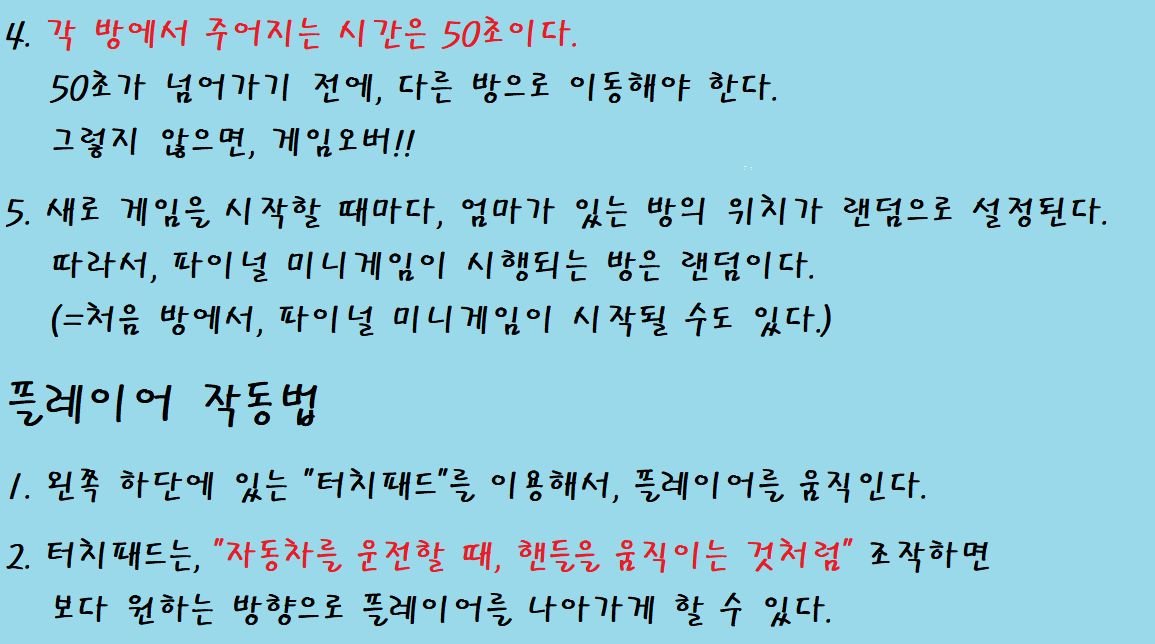 4. 각 방에서 주어지는 시간은 50초이다.
50초가 넘어가기 전에, 다른 방으로 이동해야 한다.
그렇지 않으면, 게임오버!!
5. 새로 게임을 시작할 때마다, 엄마가 있는 방의 위치가 랜덤으로 설정된다.
따라서, 파이널 미니게임이 시행되는 방은 랜덤이다.
(=처음 방에서, 파이널 미니게임이 시작될 수도 있다.)
플레이어 작동법
1. 왼쪽 하단에 있는 "터치패드"를 이용해서, 플레이어를 움직인다.
2. 터치패드는, "자동차를 운전할 때, 핸들을 움직이는 것처럼" 조작하면
보다 원하는 방향으로 플레이어를 나아가게 할 수 있다.